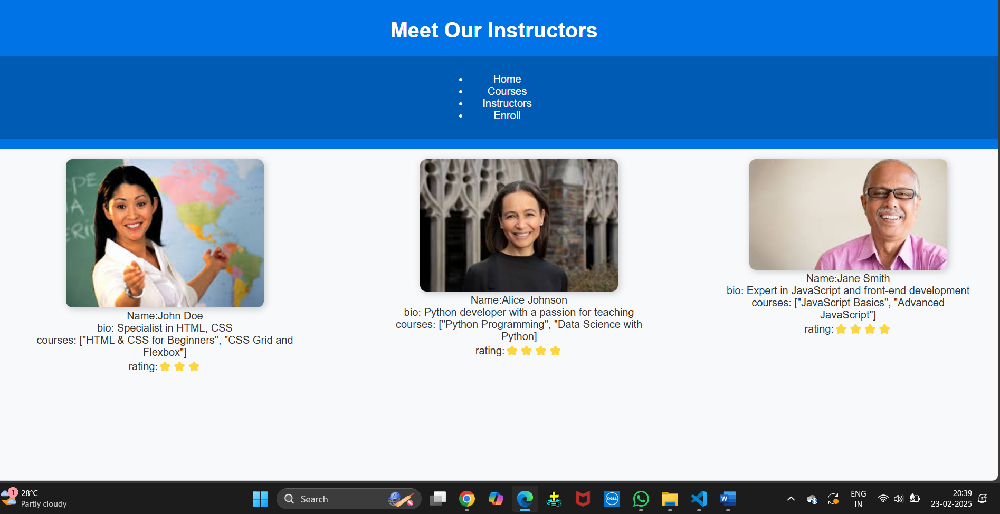 Meet Our Instructors
Home
Courses
Instructors
Enroll
PE
A
ERI
Name:John Doe
bio: Specialist in HTML, CSS
courses: ["HTML & CSS for Beginners", "CSS Grid and
Flexbox"]
rating:
Name:Alice Johnson
bio: Python developer with a passion for teaching
courses: ["Python Programming", "Data Science with
Python]
rating:
Name:Jane Smith
bio: Expert in JavaScript and front-end development
courses: ["JavaScript Basics", "Advanced
JavaScript"]
rating:
1
28°C
Partly cloudy
Search
DELL
W
ENG
IN
20:39
23-02-2025